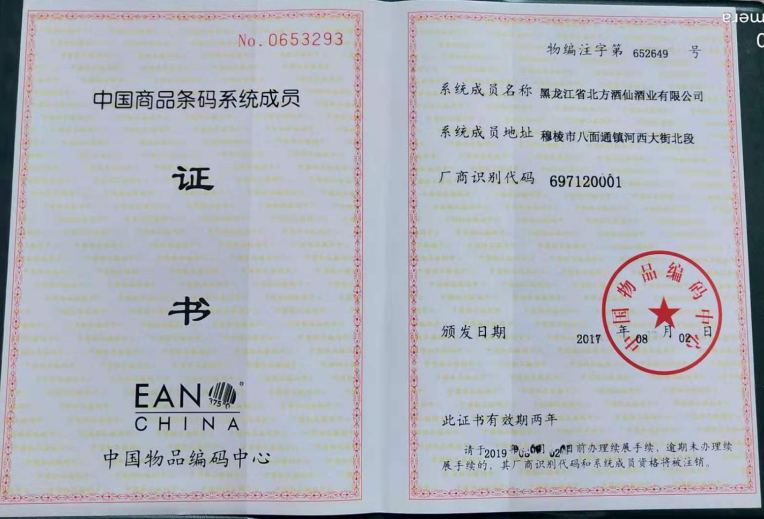 No.0653293
中国商品条码系统成员
证
书
EAN
CHINA
中国物品编码中心
物编注字第 652649 号
系统成员名称 黑龙江省北方酒仙酒业有限公司
系统成员地址 穆棱市八面通镇河西大街北段
厂商识别代码 697120001
中国物品编码中心
颁发日期 2017 年 08 月 02 日
此证书有效期两年
请于2019年08月02日前办理续展手续，逾期未办理续
展手续的，其厂商识别代码和系统成员资格将被注销。